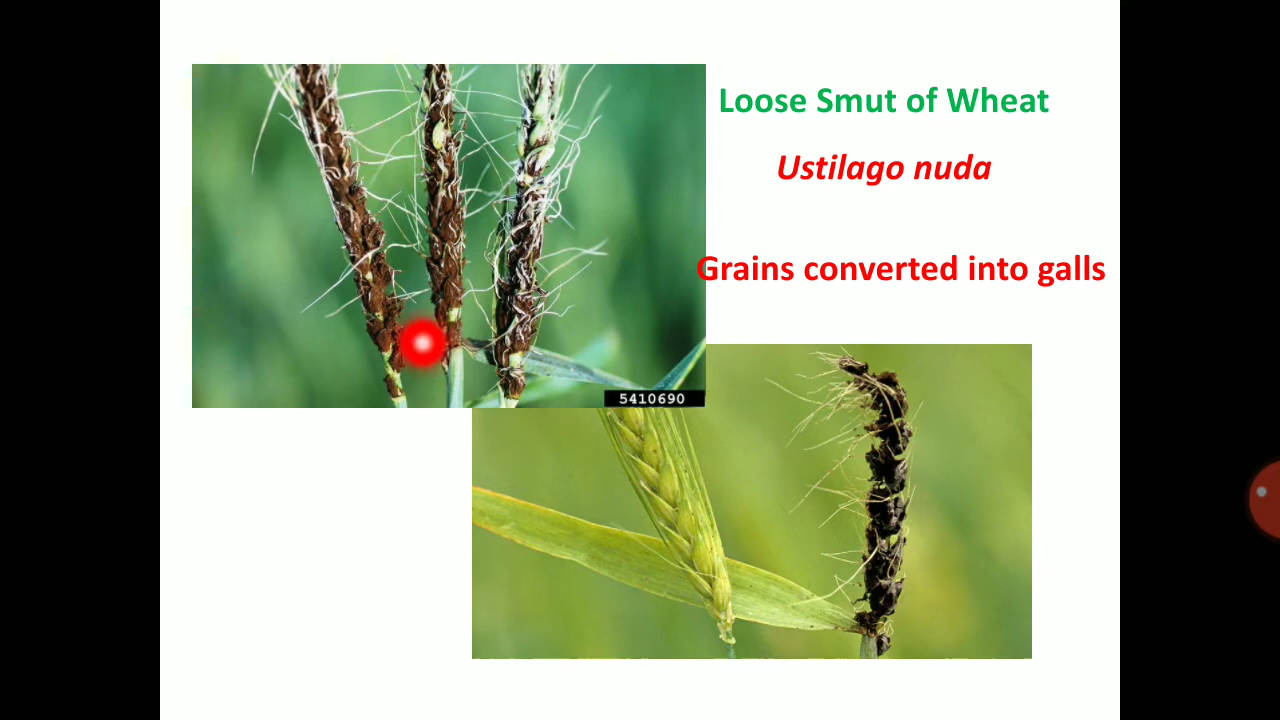 Loose Smut of Wheat
Ustilago nuda
Grains converted into galls
5410690